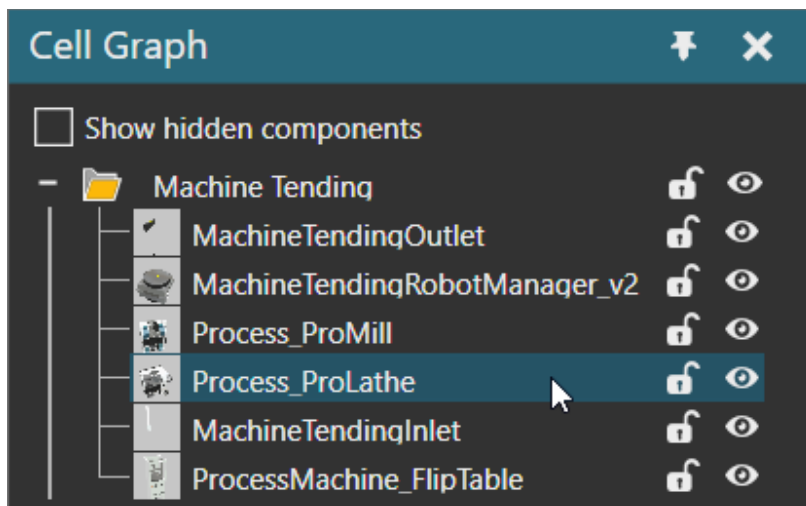 Cell Graph
Show hidden components
Machine Tending
MachineTendingOutlet
MachineTendingRobotManager_v2
Process_ProMill
Process_ProLathe
MachineTendingInlet
ProcessMachine_FlipTable